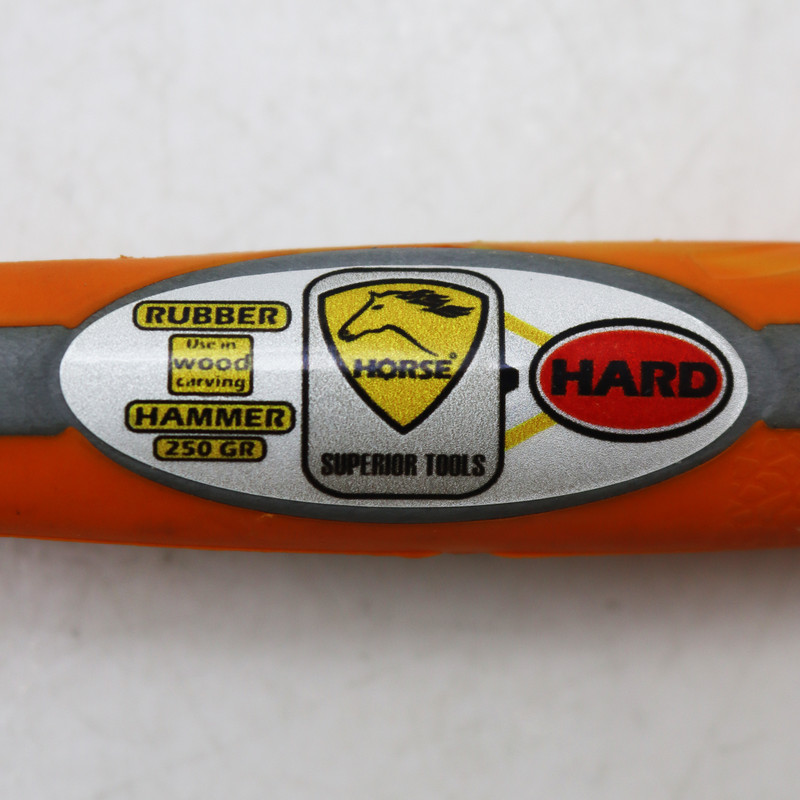 RUBBER
Use in
wood
carving
HAMMER
250 GR
HORSE®
SUPERIOR TOOLS
HARD